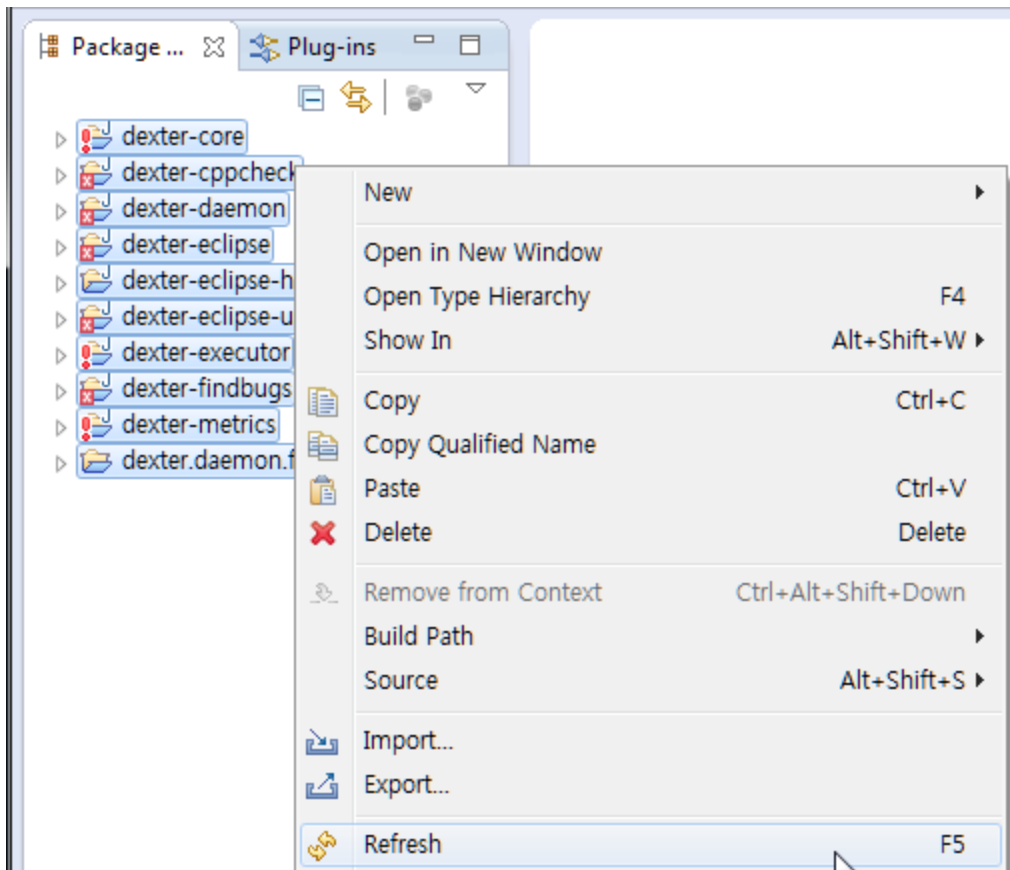 Package ... Plug-ins
dexter-core
dexter-cppcheck
dexter-daemon
dexter-eclipse
dexter-eclipse-h
dexter-eclipse-u
dexter-executor
dexter-findbugs
dexter-metrics
dexter.daemon.f
New
Open in New Window
Open Type Hierarchy F4
Show In Alt+Shift+W
Copy Ctrl+C
Copy Qualified Name
Paste Ctrl+V
Delete Delete
Remove from Context Ctrl+Alt+Shift+Down
Build Path
Source Alt+Shift+S
Import...
Export...
Refresh F5